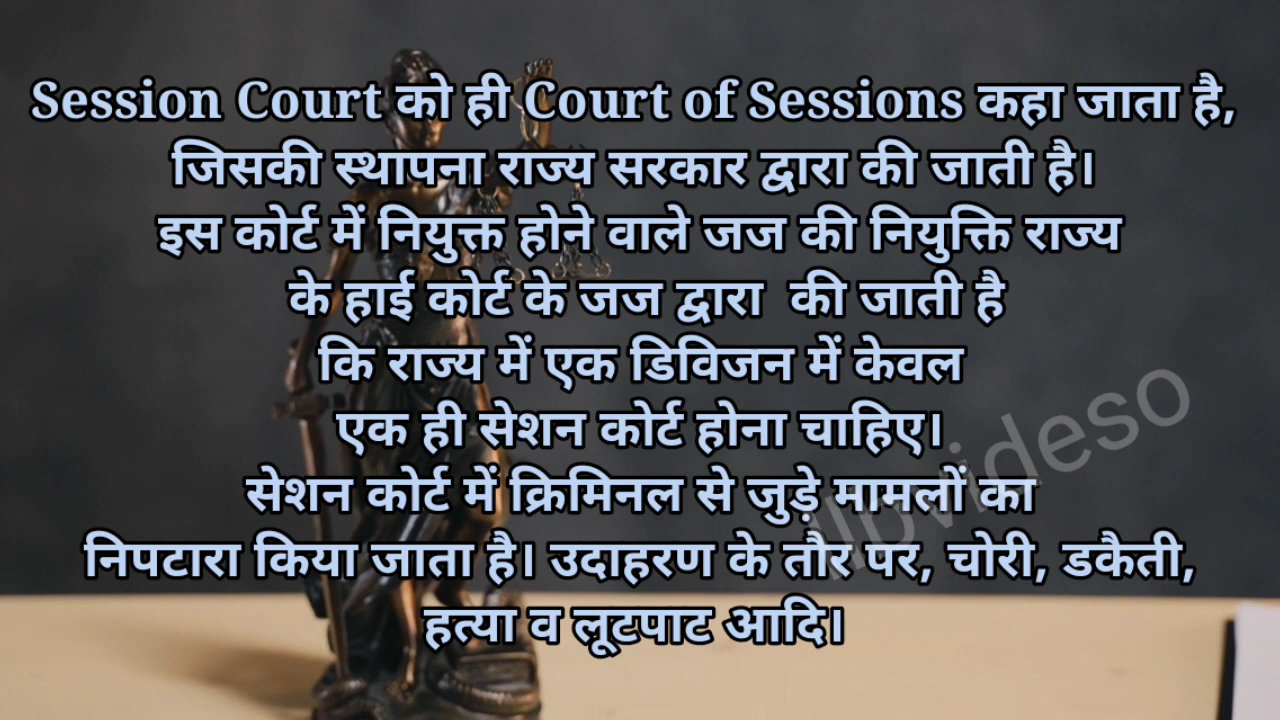 Session Court को ही Court of Sessions कहा जाता है,
जिसकी स्थापना राज्य सरकार द्वारा की जाती है।
इस कोर्ट में नियुक्त होने वाले जज की नियुक्ति राज्य
के हाई कोर्ट के जज द्वारा की जाती है
कि राज्य में एक डिविजन में केवल
एक ही सेशन कोर्ट होना चाहिए।
सेशन कोर्ट में क्रिमिनल से जुड़े मामलों का
निपटारा किया जाता है। उदाहरण के तौर पर, चोरी, डकैती,
हत्या व लूटपाट आदि।